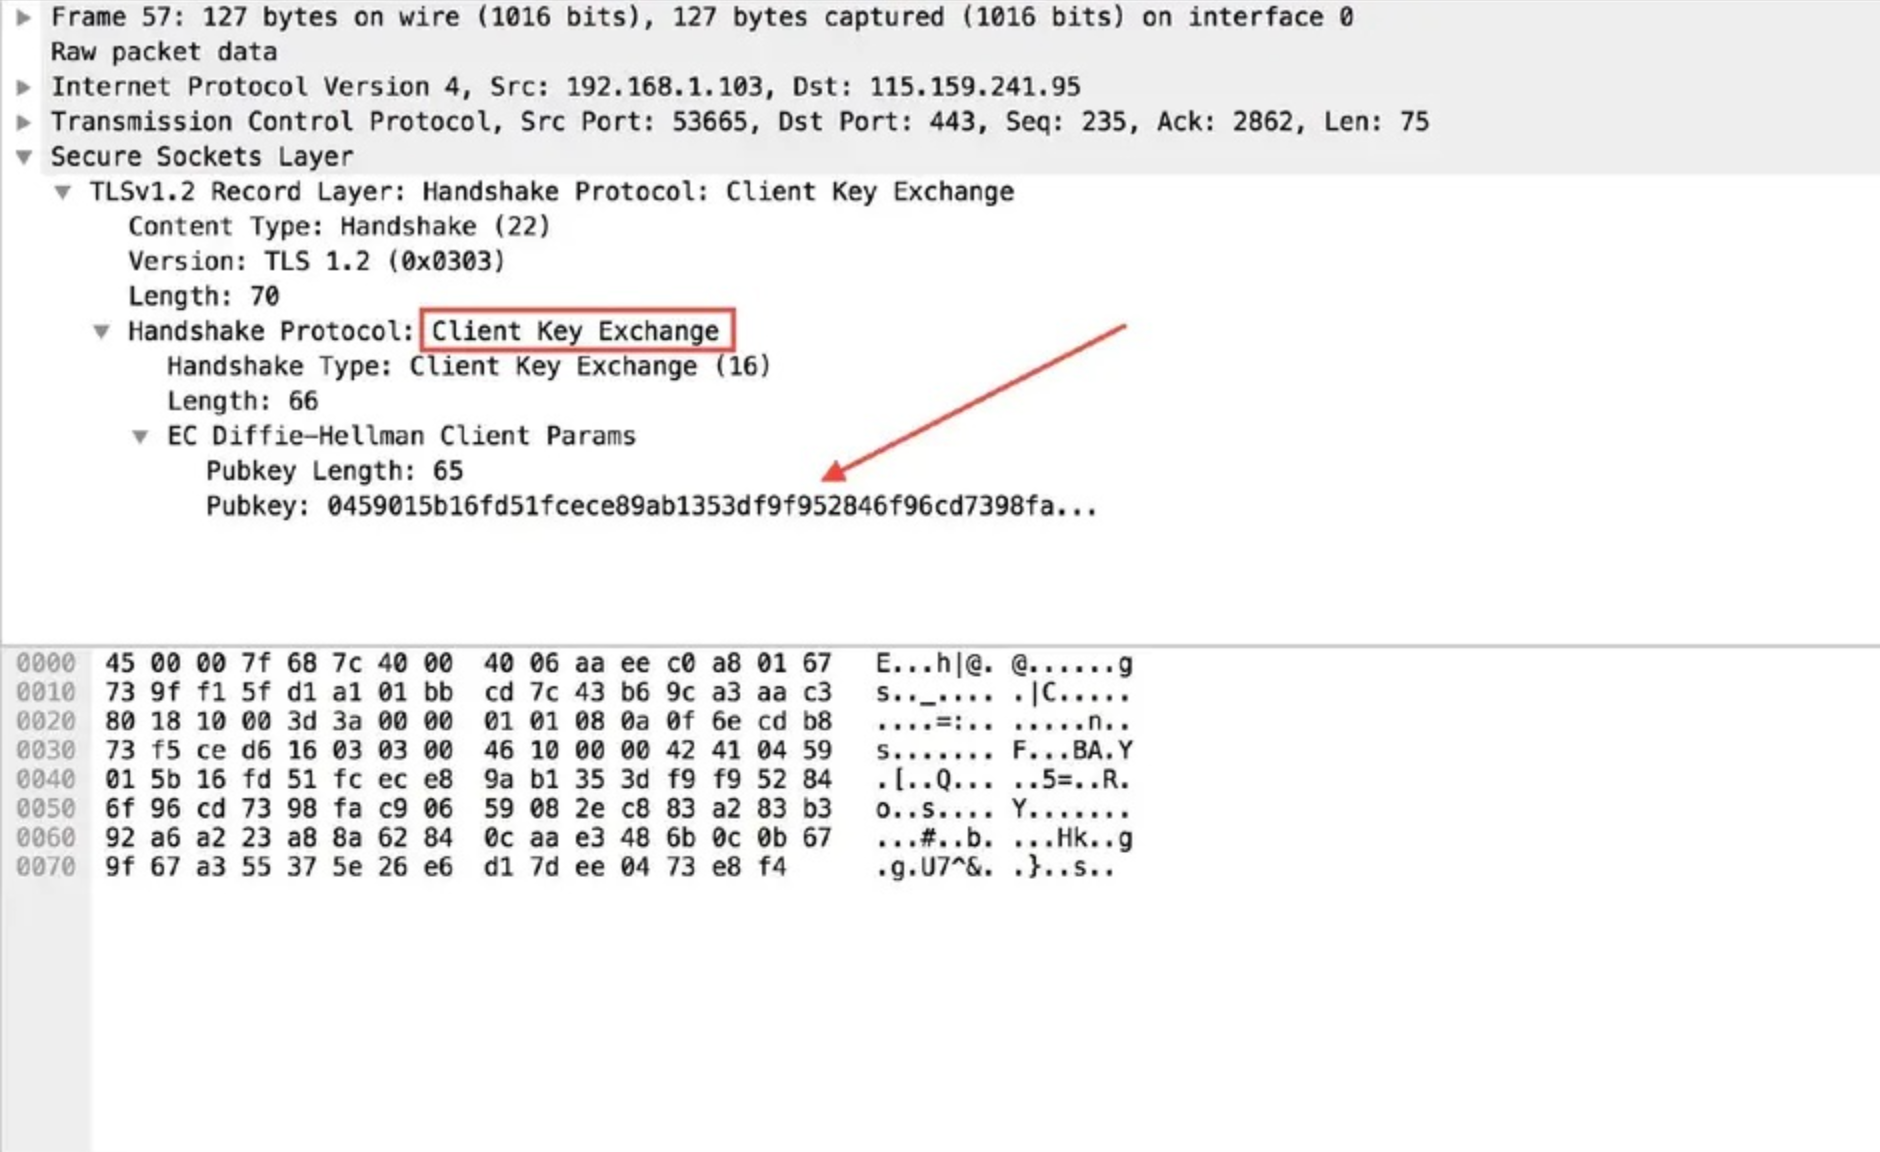 Frame 57: 127 bytes on wire (1016 bits), 127 bytes captured (1016 bits) on interface 0
Raw packet data
Internet Protocol Version 4, Src: 192.168.1.103, Dst: 115.159.241.95
Transmission Control Protocol, Src Port: 53665, Dst Port: 443, Seq: 235, Ack: 2862, Len: 75
Secure Sockets Layer
TLSv1.2 Record Layer: Handshake Protocol: Client Key Exchange
Content Type: Handshake (22)
Version: TLS 1.2 (0x0303)
Length: 70
Handshake Protocol: Client Key Exchange
Handshake Type: Client Key Exchange (16)
Length: 66
EC Diffie-Hellman Client Params
Pubkey Length: 65
Pubkey: 0459015b16fd51fcece89ab1353df9f952846f96cd7398fa...
0000 45 00 00 7f 68 7c 40 00 40 06 aa ee c0 a8 01 67 E...h|@. @......g
0010 73 9f f1 5f d1 a1 01 bb cd 7c 43 b6 9c a3 aa c3 s.._.... .|C.....
0020 80 18 10 00 3d 3a 00 00 01 01 08 0a 0f 6e cd b8 ....=:.. .....n..
0030 73 f5 ce d6 16 03 03 00 46 10 00 00 42 41 04 59 s....... F...BA.Y
0040 01 5b 16 fd 51 fc ec e8 9a b1 35 3d f9 f9 52 84 .[..Q... ..5=..R.
0050 6f 96 cd 73 98 fa c9 06 59 08 2e c8 83 a2 83 b3 o..s.... Y.......
0060 92 a6 a2 23 a8 8a 62 84 0c aa e3 48 6b 0c 0b 67 ...#..b. ...Hk..g
0070 9f 67 a3 55 37 5e 26 e6 d1 7d ee 04 73 e8 f4 .g.U7^&. .}..s..